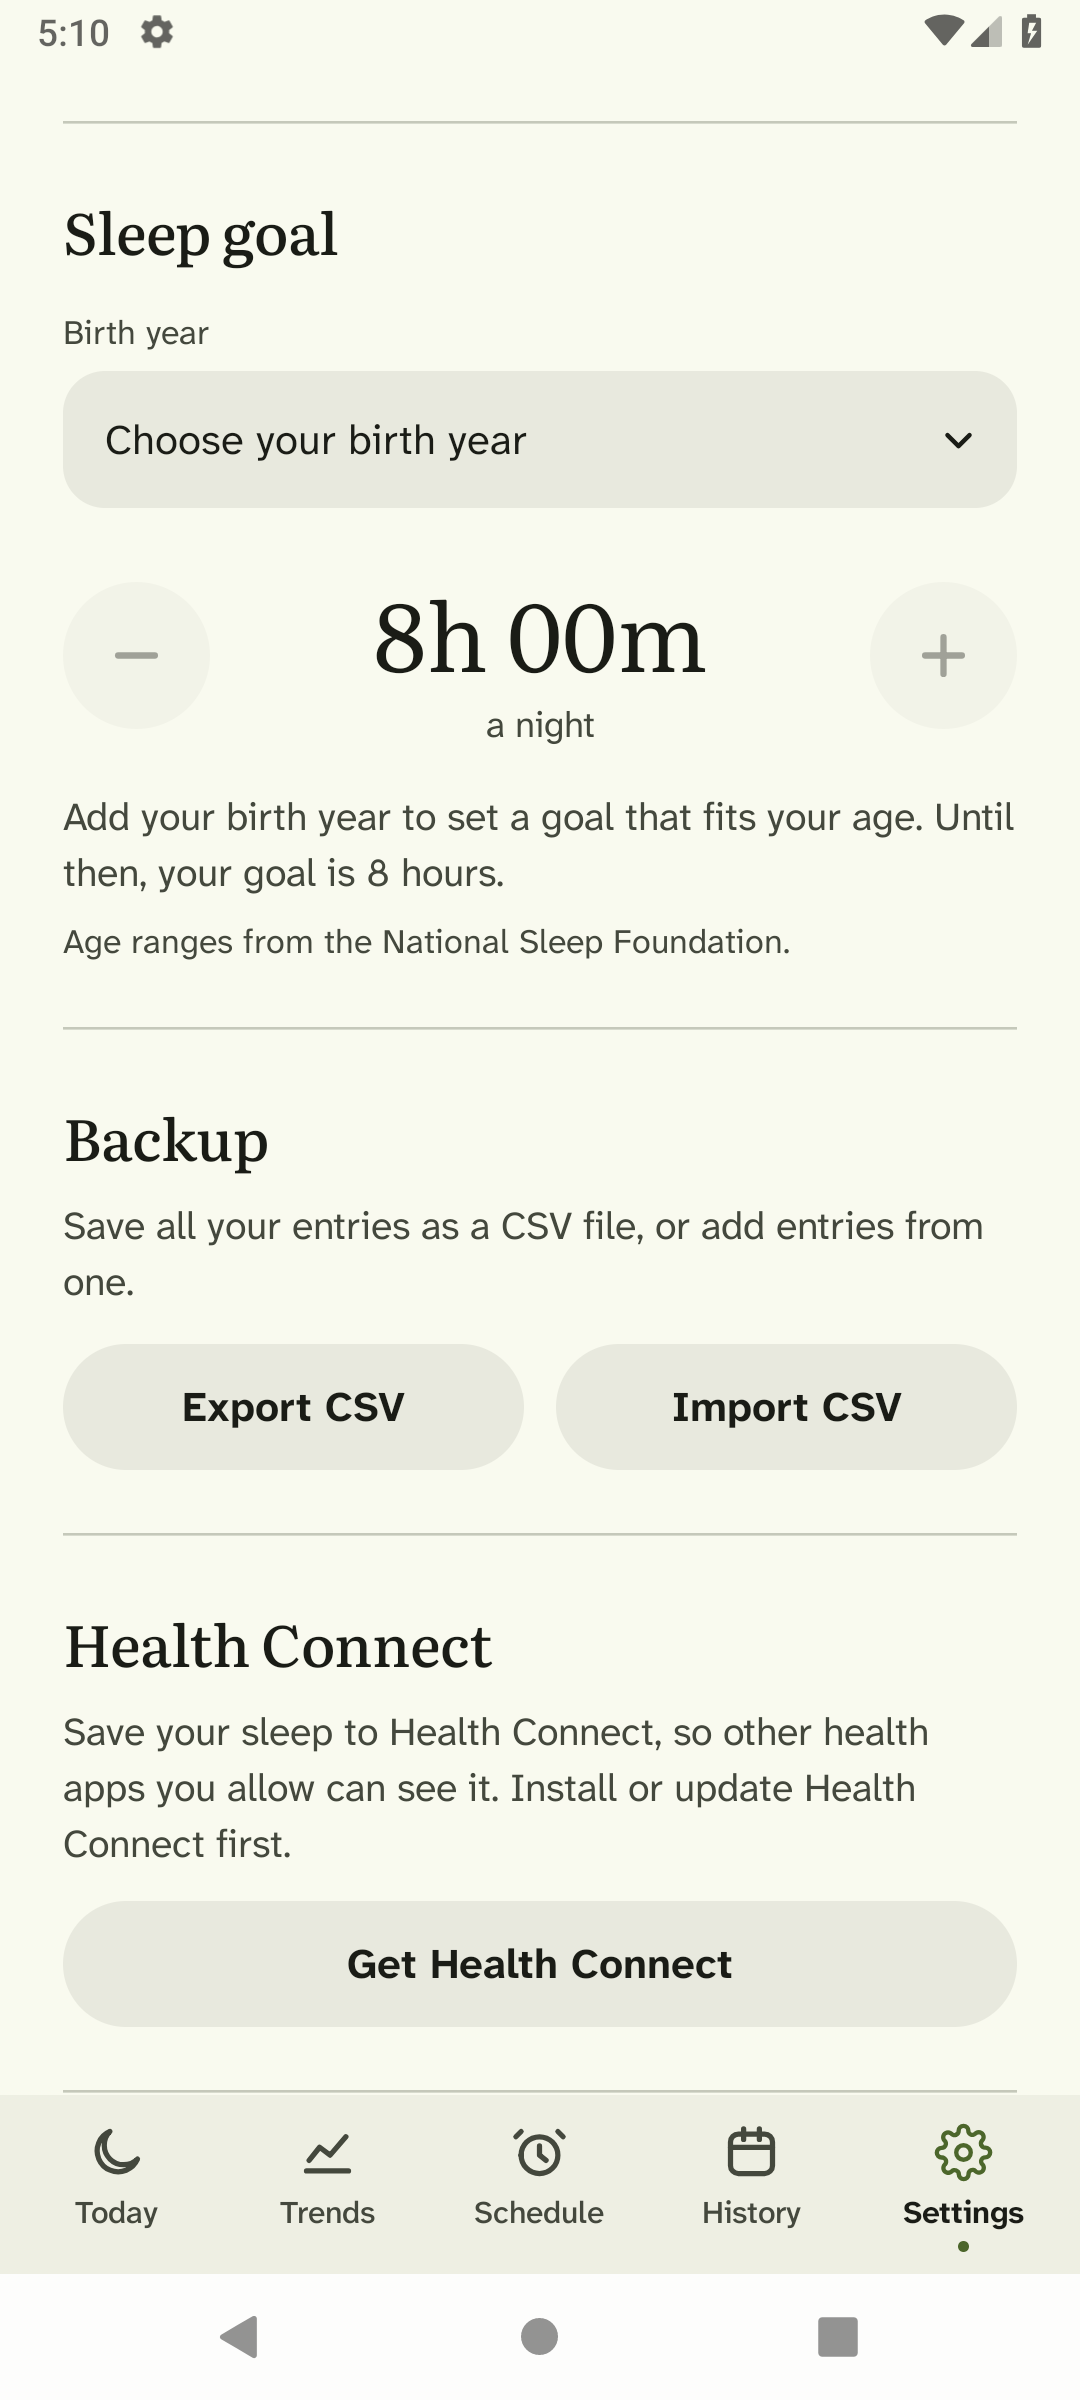 5:10
Sleep goal
Birth year
Choose your birth year
8h 00m
a night
Add your birth year to set a goal that fits your age. Until
then, your goal is 8 hours.
Age ranges from the National Sleep Foundation.
Backup
Save all your entries as a CSV file, or add entries from
one.
Export CSV
Import CSV
Health Connect
Save your sleep to Health Connect, so other health
apps you allow can see it. Install or update Health
Connect first.
Get Health Connect
Today
Trends
Schedule
History
Settings